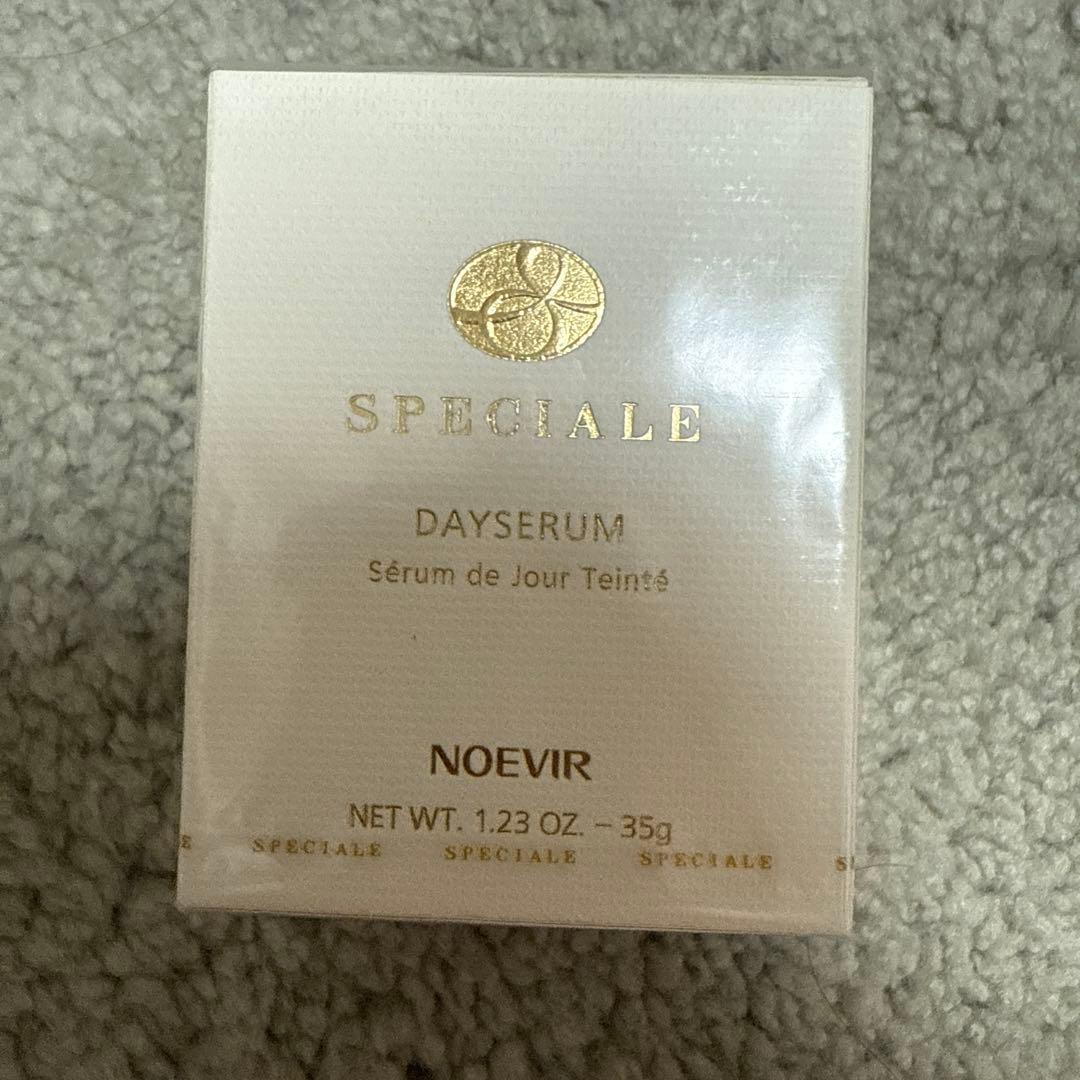 SPECIALE
DAYSERUM
Sérum de Jour Teinté
NOEVIR
NET WT. 1.23 OZ. – 35g
E SPECIALE SPECIALE SPECIALE S